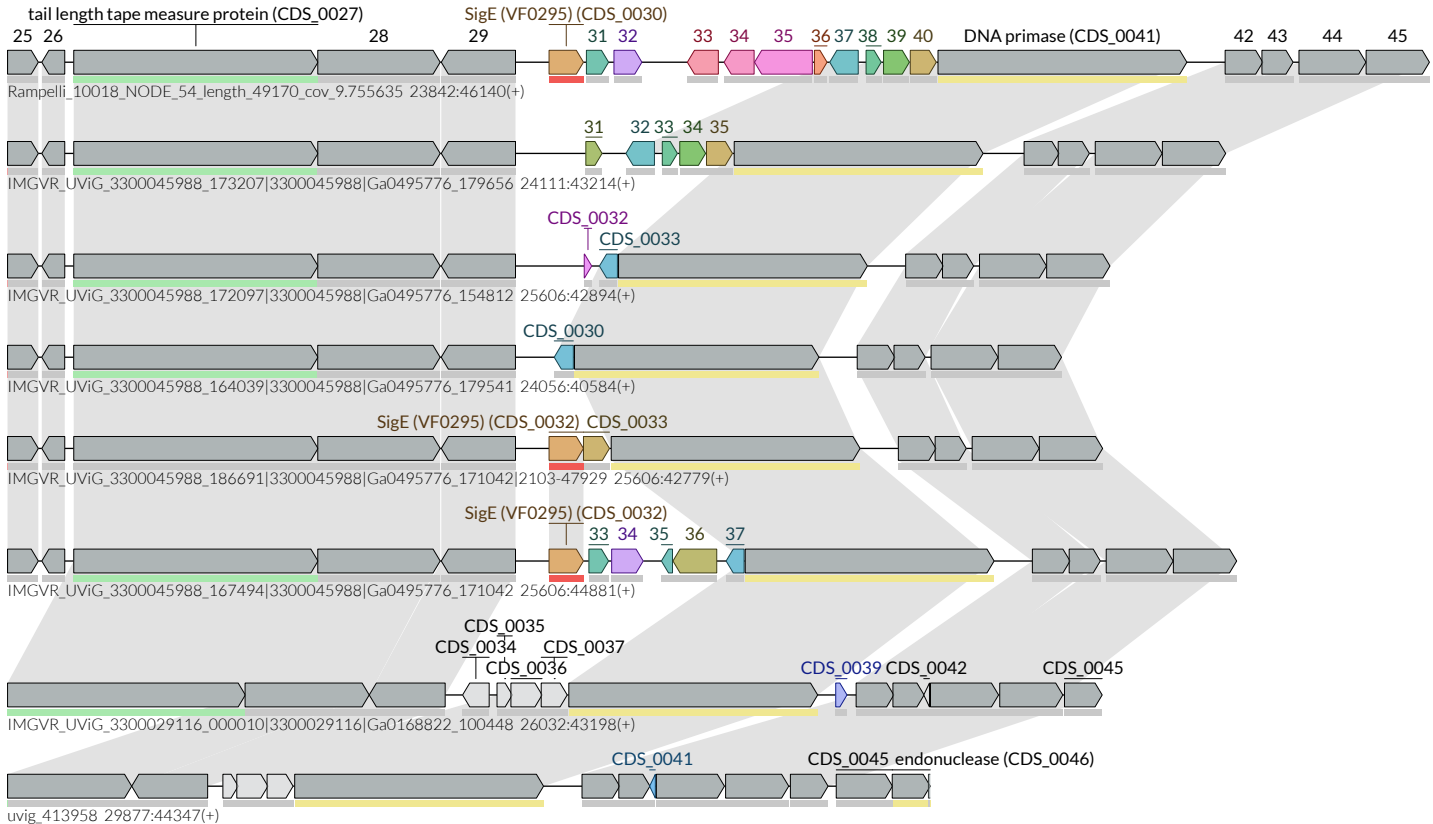 tail length tape measure protein (CDS_0027) SigE (VF0295) (CDS_0030)
25 26 28 29 31 32 33 34 35 36 37 38 39 40 DNA primase (CDS_0041) 42 43 44 45
Rampelli_10018_NODE_54_length_49170_cov_9.755635 23842:46140(+)
31 32 33 34 35
IMGVR_UViG_3300045988_173207|3300045988|Ga0495776_179656 24111:43214(+)
CDS_0032
CDS_0033
IMGVR_UViG_3300045988_172097|3300045988|Ga0495776_154812 25606:42894(+)
CDS_0030
IMGVR_UViG_3300045988_164039|3300045988|Ga0495776_179541 24056:40584(+)
SigE (VF0295) (CDS_0032) CDS_0033
IMGVR_UViG_3300045988_186691|3300045988|Ga0495776_171042|2103-47929 25606:42779(+)
SigE (VF0295) (CDS_0032)
33 34 35 36 37
IMGVR_UViG_3300045988_167494|3300045988|Ga0495776_171042 25606:44881(+)
CDS_0035
CDS_0034 CDS_0037
CDS_0036 CDS_0039 CDS_0042 CDS_0045
IMGVR_UViG_3300029116_000010|3300029116|Ga0168822_100448 26032:43198(+)
CDS_0041 CDS_0045 endonuclease (CDS_0046)
uvig_413958 29877:44347(+)